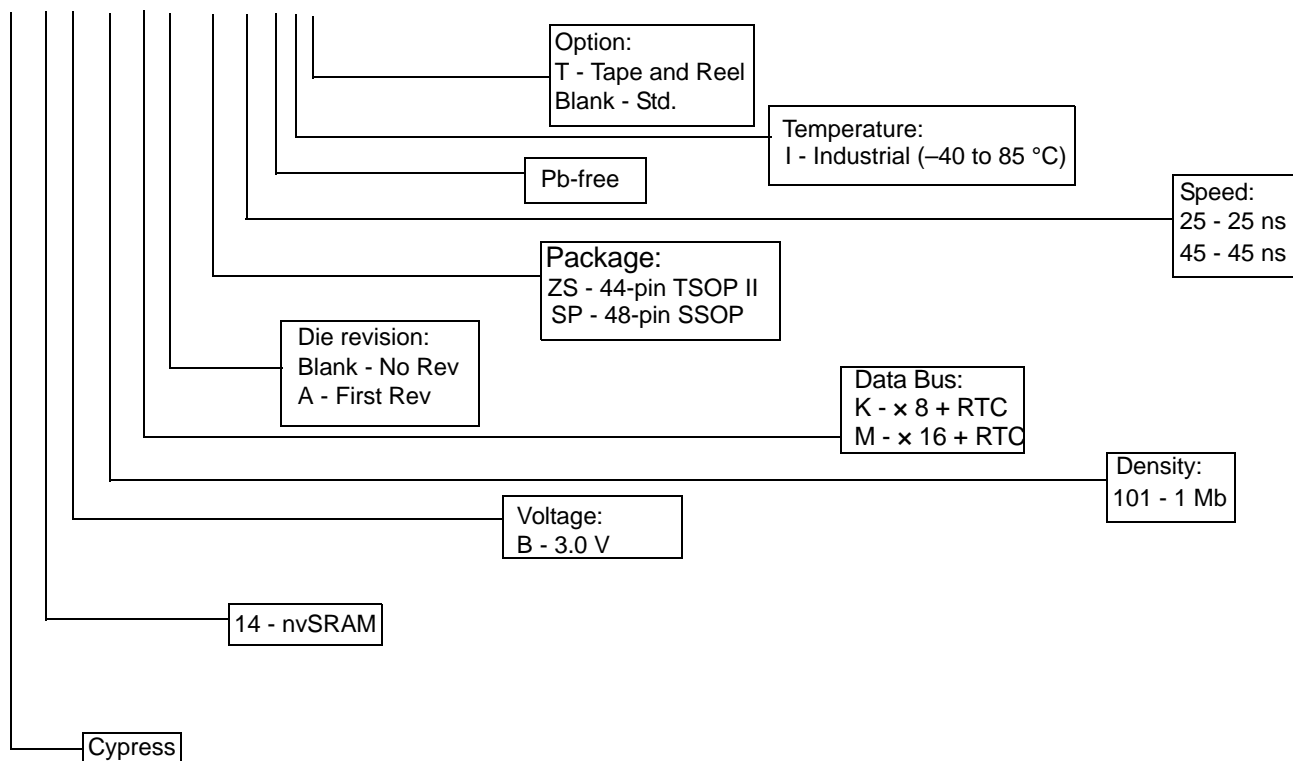 Option:
T - Tape and Reel
Blank - Std.
Temperature:
I - Industrial (–40 to 85 °C)
Pb-free
Speed:
25 - 25 ns
45 - 45 ns
Package:
ZS - 44-pin TSOP II
SP - 48-pin SSOP
Die revision:
Blank - No Rev
A - First Rev
Data Bus:
K - × 8 + RTC
M - × 16 + RTC
Density:
101 - 1 Mb
Voltage:
B - 3.0 V
14 - nvSRAM
Cypress